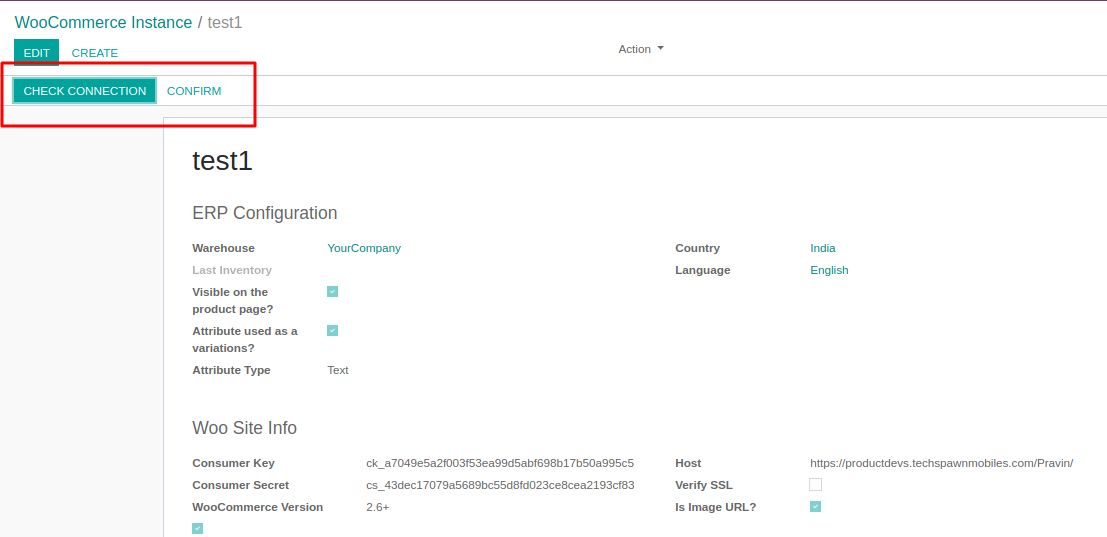 WooCommerce Instance / test1
EDIT CREATE Action
CHECK CONNECTION CONFIRM
test1
ERP Configuration
Warehouse YourCompany Country India
Last Inventory Language English
Visible on the
product page?
Attribute used as a
variations?
Attribute Type Text
Woo Site Info
Consumer Key ck_a7049e5a2f003f53ea99d5abf698b17b50a995c5 Host https://productdevs.techspawnmobiles.com/Pravin/
Consumer Secret cs_43dec17079a5689bc55d8fd023ce8cea2193cf83 Verify SSL
WooCommerce Version 2.6+ Is Image URL?